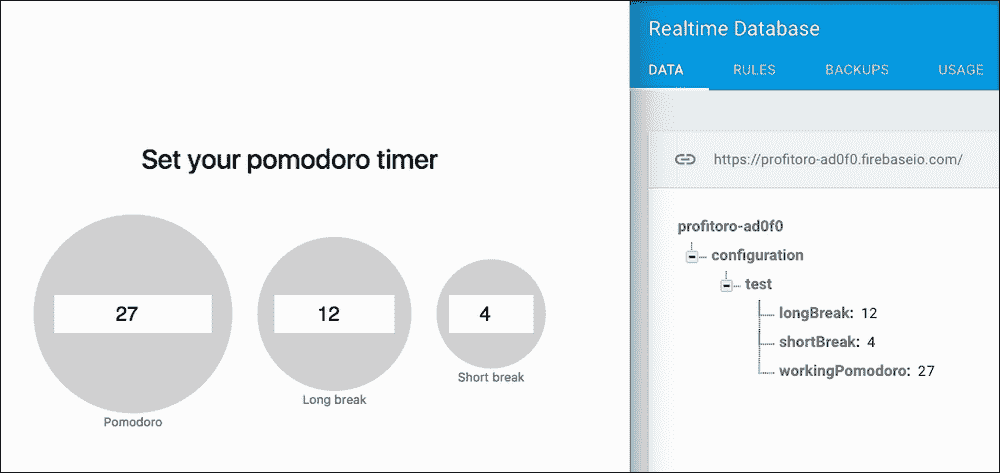 Set your pomodoro timer
27
12
4
Pomodoro
Long break
Short break
Realtime Database
DATA RULES BACKUPS USAGE
https://profitoro-ad0f0.firebaseio.com/
profitoro-ad0f0
configuration
test
longBreak: 12
shortBreak: 4
workingPomodoro: 27